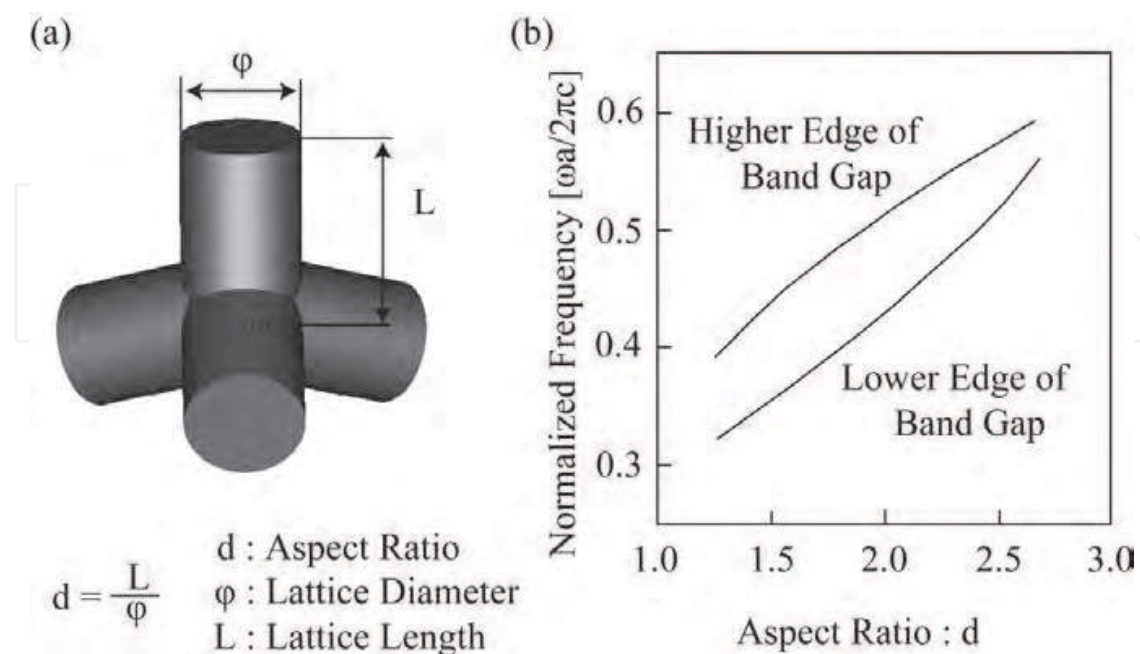 (a)
φ
L
d = L/φ
d : Aspect Ratio
φ : Lattice Diameter
L : Lattice Length
(b)
Normalized Frequency [ωa/2πc]
0.6
0.5
0.4
0.3
Higher Edge of
Band Gap
Lower Edge of
Band Gap
1.0 1.5 2.0 2.5 3.0
Aspect Ratio : d